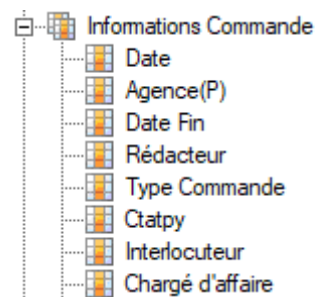 Informations Commande
Date
Agence(P)
Date Fin
Rédacteur
Type Commande
Ctatpy
Interlocuteur
Chargé d'affaire